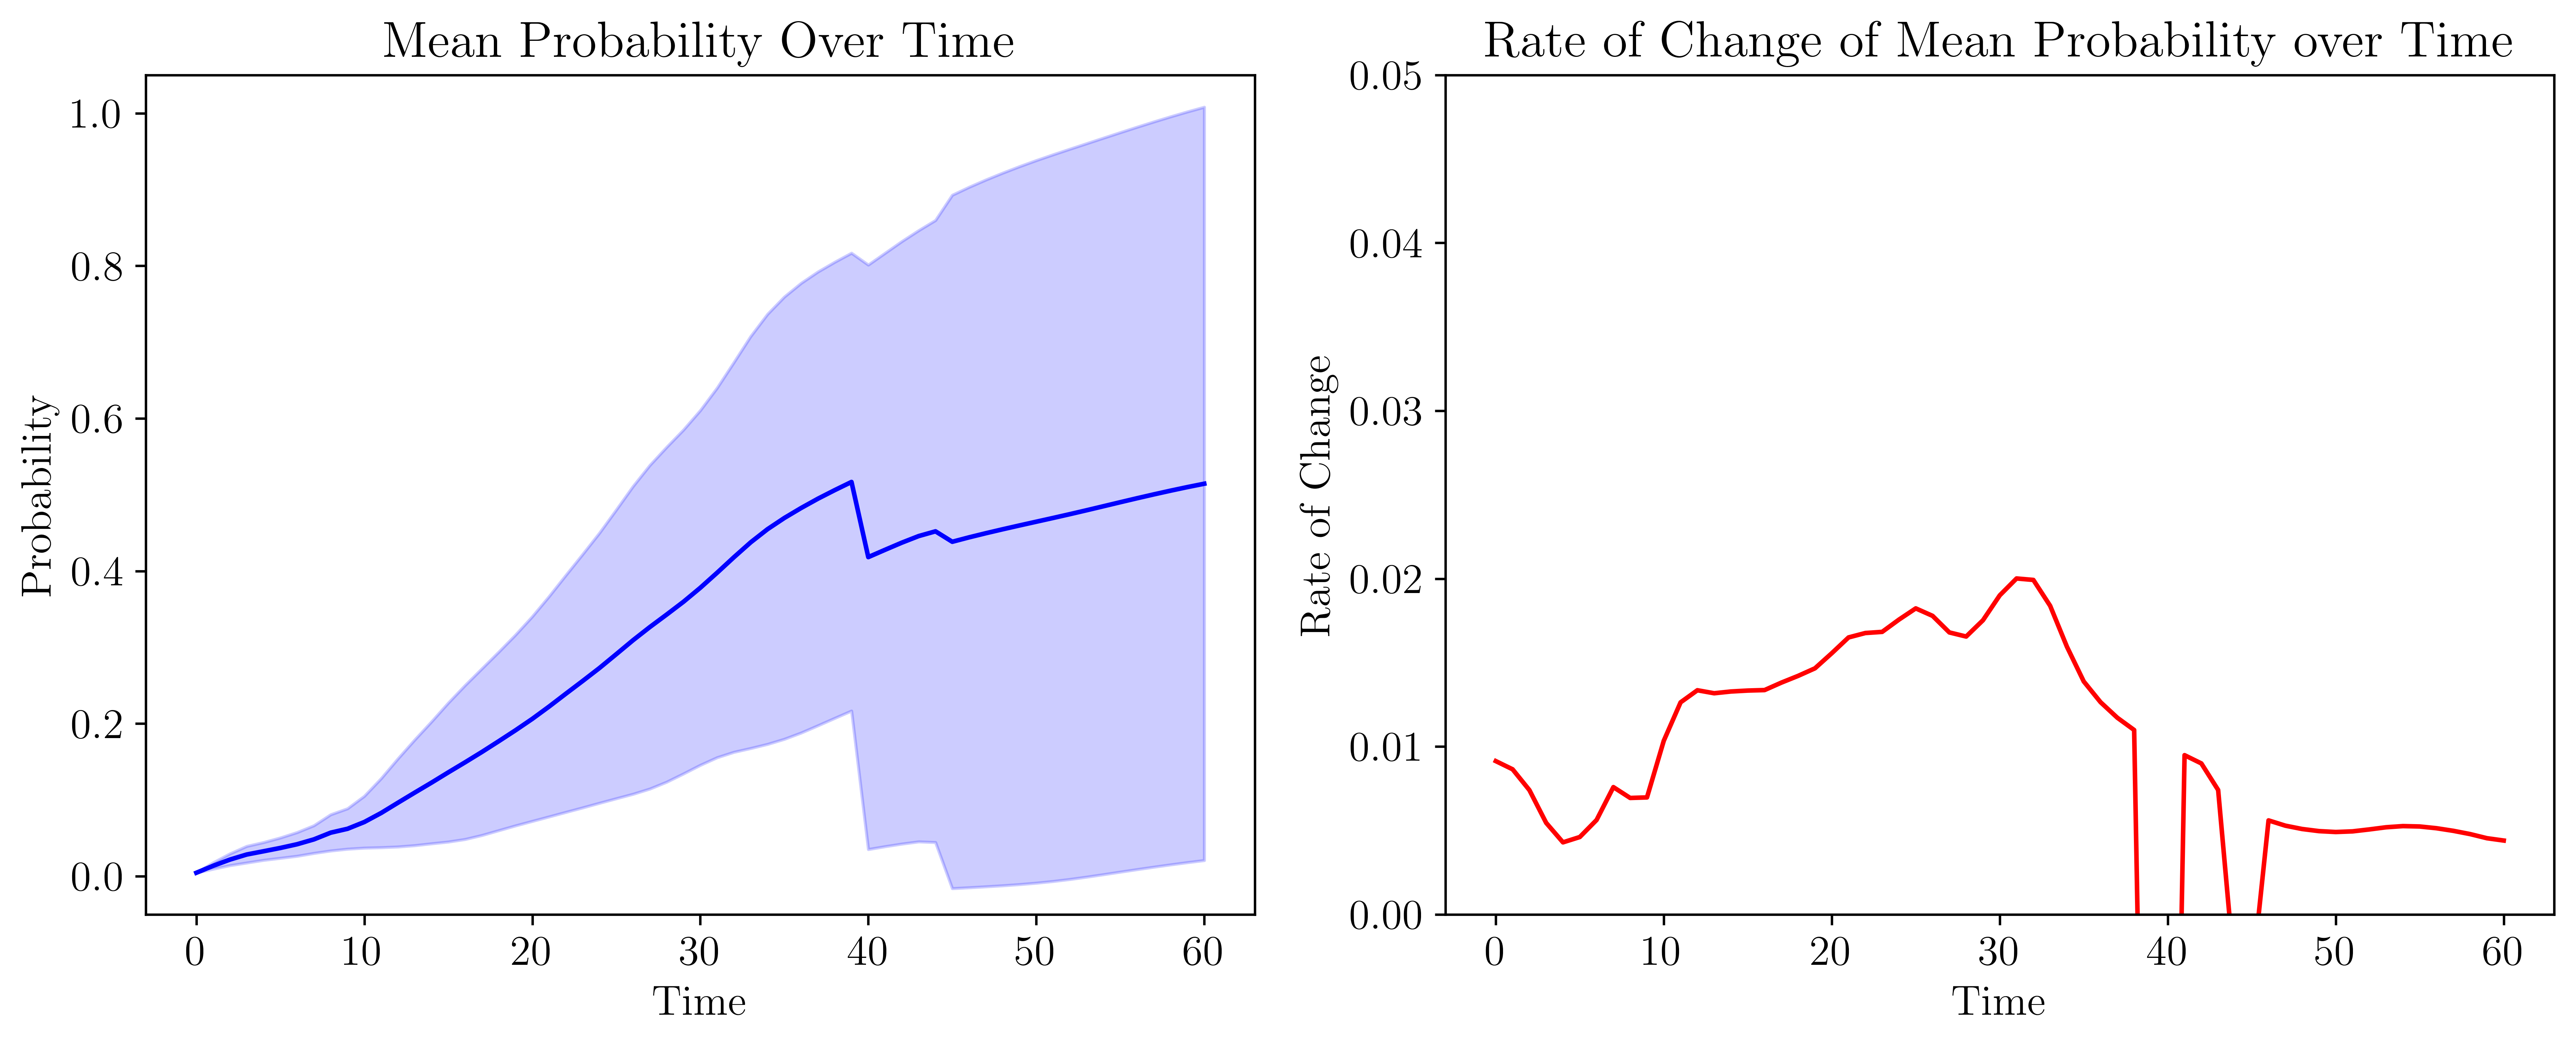 Mean Probability Over Time
Probability
1.0
0.8
0.6
0.4
0.2
0.0
0 10 20 30 40 50 60
Time
Rate of Change of Mean Probability over Time
Rate of Change
0.05
0.04
0.03
0.02
0.01
0.00
0 10 20 30 40 50 60
Time